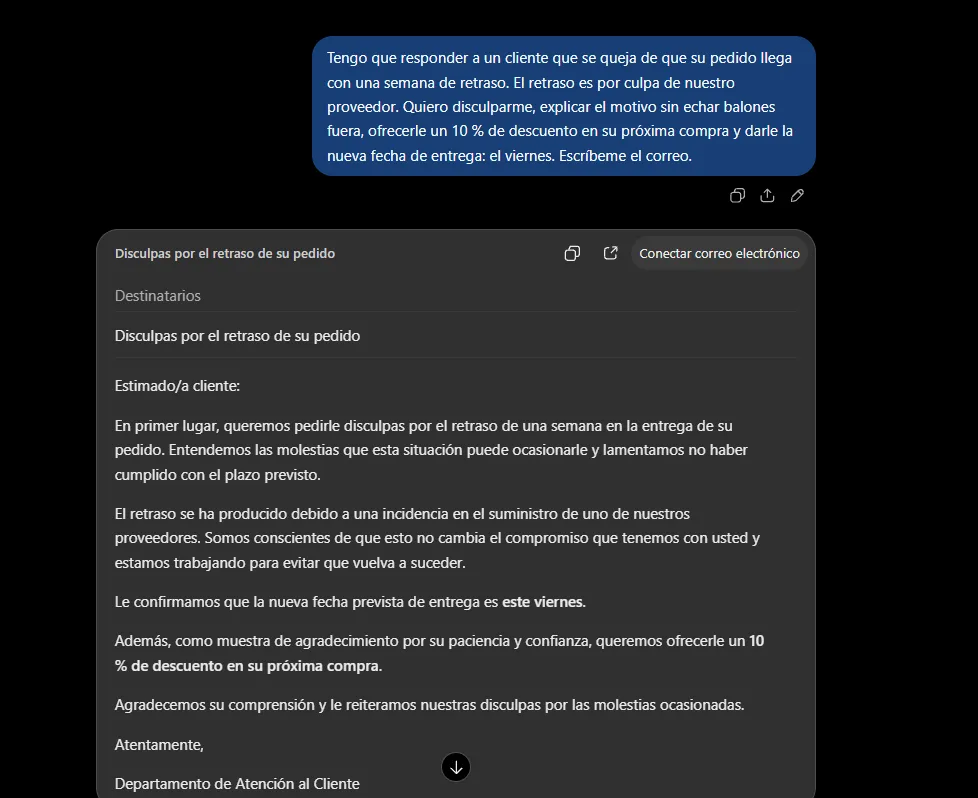 Tengo que responder a un cliente que se queja de que su pedido llega
con una semana de retraso. El retraso es por culpa de nuestro
proveedor. Quiero disculparme, explicar el motivo sin echar balones
fuera, ofrecerle un 10 % de descuento en su próxima compra y darle la
nueva fecha de entrega: el viernes. Escríbeme el correo.
Disculpas por el retraso de su pedido
Conectar correo electrónico
Destinatarios
Disculpas por el retraso de su pedido
Estimado/a cliente:
En primer lugar, queremos pedirle disculpas por el retraso de una semana en la entrega de su
pedido. Entendemos las molestias que esta situación puede ocasionarle y lamentamos no haber
cumplido con el plazo previsto.
El retraso se ha producido debido a una incidencia en el suministro de uno de nuestros
proveedores. Somos conscientes de que esto no cambia el compromiso que tenemos con usted y
estamos trabajando para evitar que vuelva a suceder.
Le confirmamos que la nueva fecha prevista de entrega es este viernes.
Además, como muestra de agradecimiento por su paciencia y confianza, queremos ofrecerle un 10
% de descuento en su próxima compra.
Agradecemos su comprensión y le reiteramos nuestras disculpas por las molestias ocasionadas.
Atentamente,
Departamento de Atención al Cliente